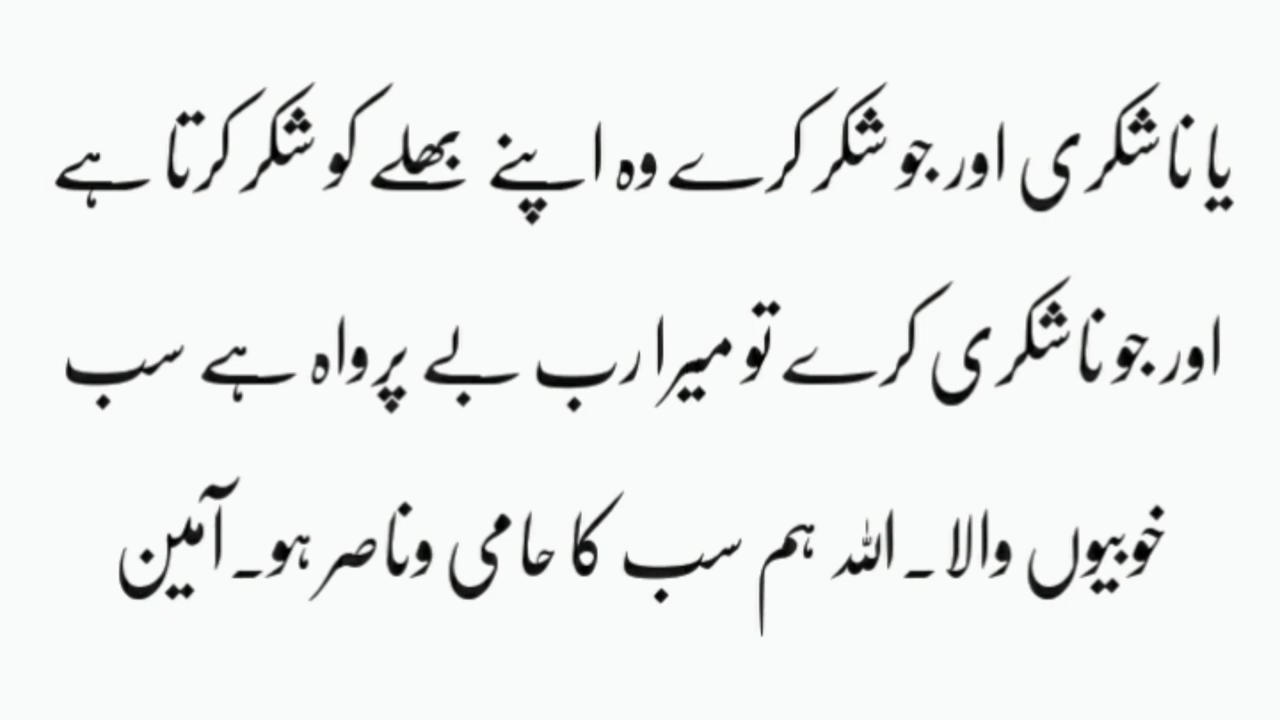 یا ناشکری اور جو شکر کرے وہ اپنے بھلے کو شکر کرتا ہے
اور جو ناشکری کرے تو میرا رب بے پرواہ ہے سب
خوبیوں والا۔ اللہ ہم سب کا حامی وناصر ہو۔ آمین